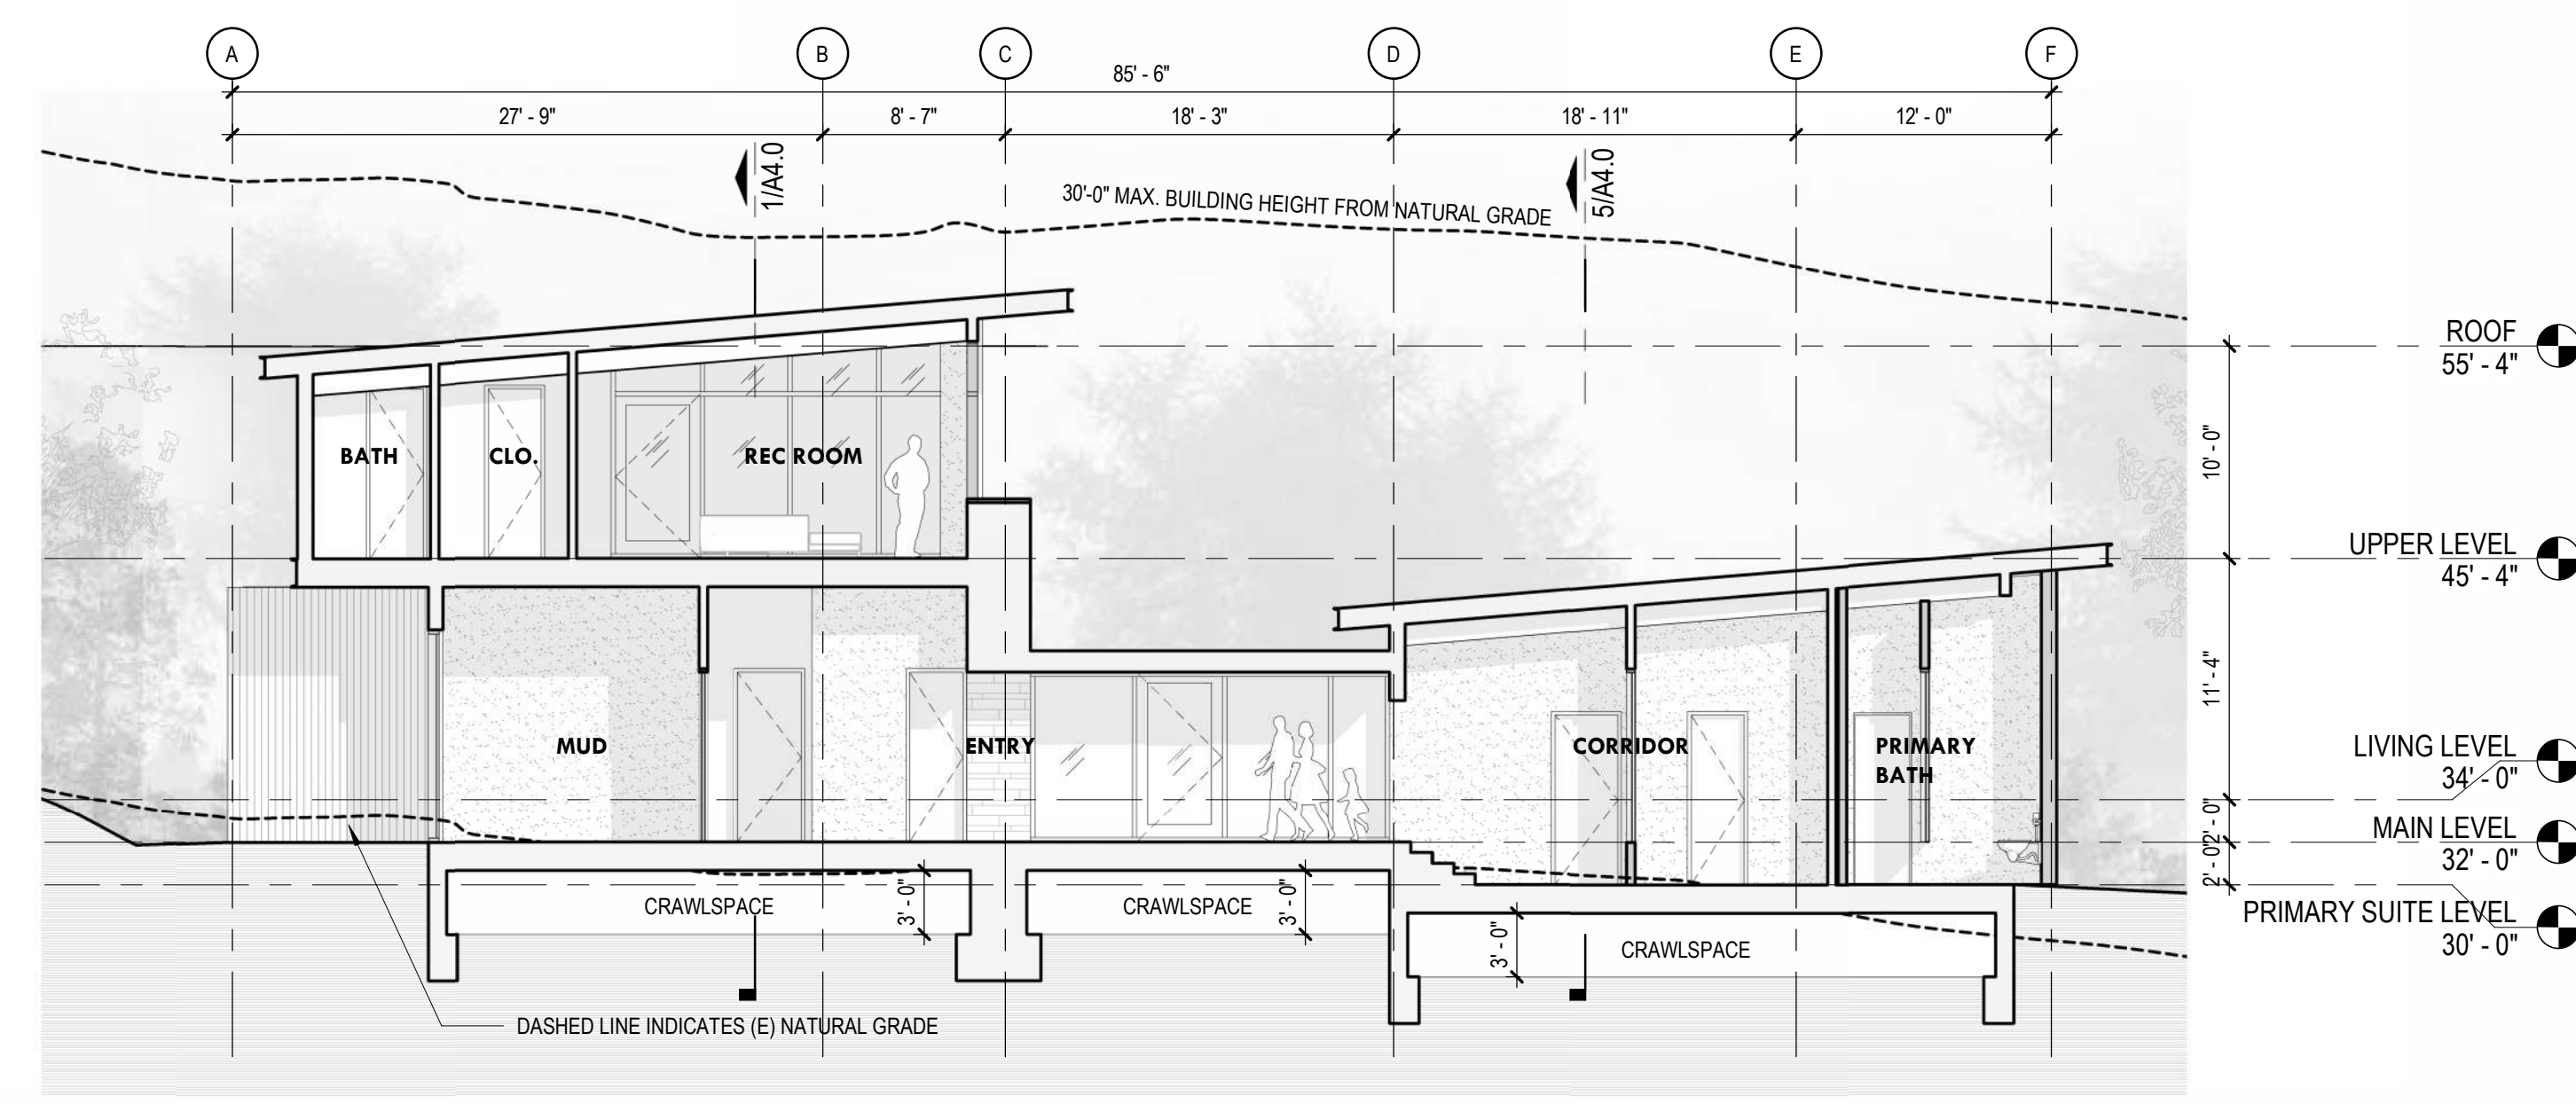 A
B
C
D
E
F
85' - 6"
27' - 9"
8' - 7"
18' - 3"
18' - 11"
12' - 0"
1/A4.0
5/A4.0
30'-0" MAX. BUILDING HEIGHT FROM NATURAL GRADE
ROOF
55' - 4"
10' - 0"
BATH
CLO.
REC ROOM
UPPER LEVEL
45' - 4"
11' - 4"
MUD
ENTRY
CORRIDOR
PRIMARY
BATH
LIVING LEVEL
34' - 0"
2' - 0"
MAIN LEVEL
32' - 0"
2' - 0"
PRIMARY SUITE LEVEL
30' - 0"
CRAWLSPACE
3' - 0"
CRAWLSPACE
3' - 0"
3' - 0"
CRAWLSPACE
DASHED LINE INDICATES (E) NATURAL GRADE